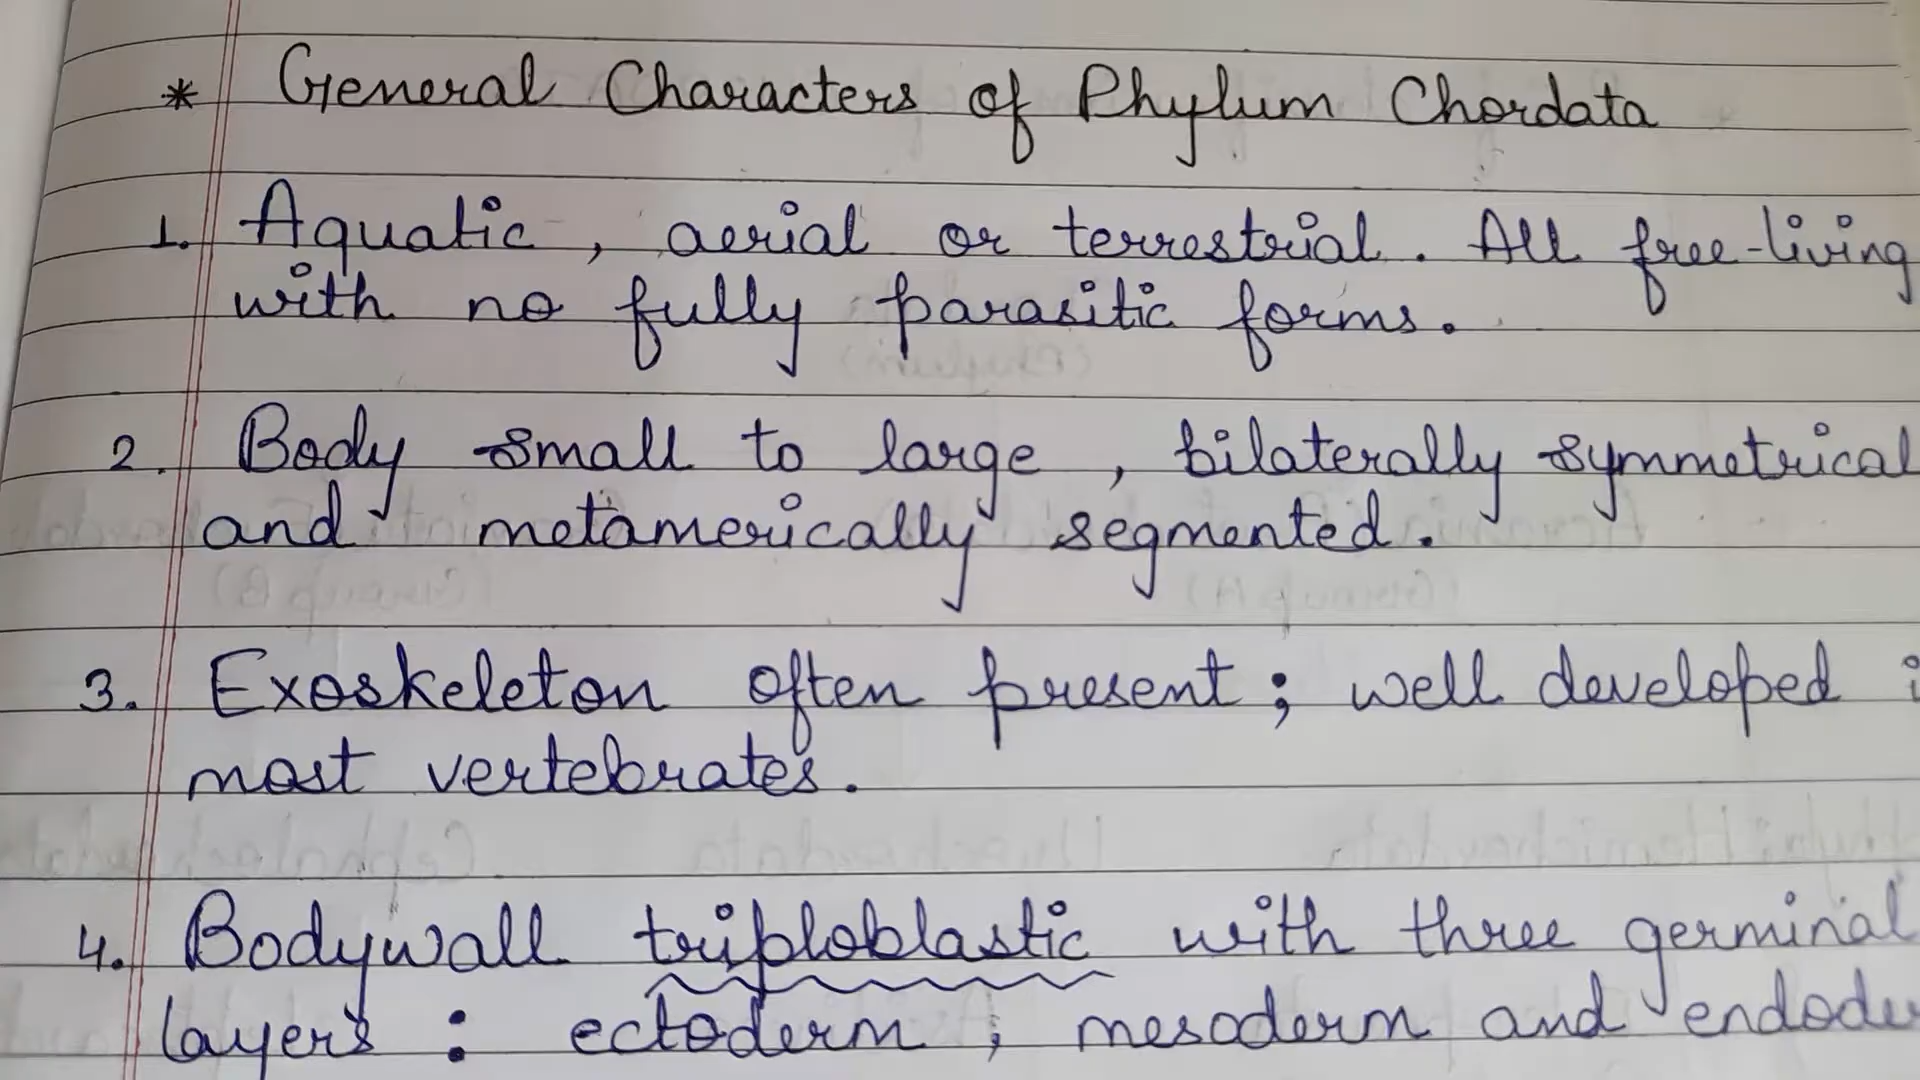 * General Characters of Phylum Chordata
1. Aquatic, aerial or terrestrial. All free-living
with no fully parasitic forms.
2. Body small to large, bilaterally symmetrical
and metamerically segmented.
3. Exoskeleton often present; well developed i
most vertebrates.
4. Bodywall triploblastic with three germinal
layers : ectoderm, mesoderm and endode